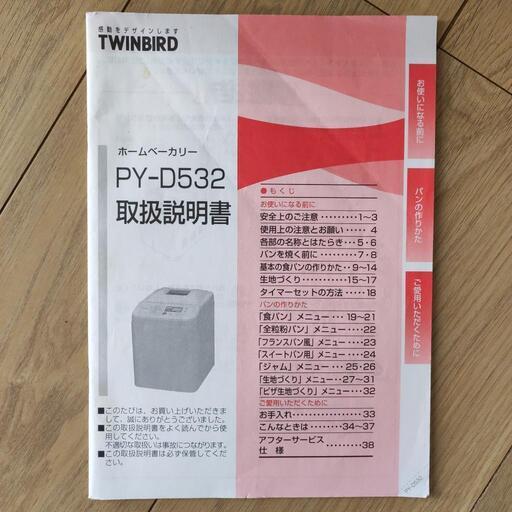 感動をデザインします
TWINBIRD
ホームベーカリー
PY-D532
取扱説明書
■このたびは、お買い上げいただきま
して、誠にありがとうございました。
■この取扱説明書をよく読んでから使
用してください。
不適切な取扱いは事故につながります。
■この取扱説明書は必ず保管してくだ
さい。
●もくじ
お使いになる前に
安全上のご注意‥‥‥‥1~3
使用上の注意とお願い‥‥ 4
各部の名称とはたらき‥・5・6
パンを焼く前に‥‥‥‥7・8
基本の食パンの作りかた‥9~14
生地づくり‥‥‥‥‥15~17
タイマーセットの方法‥‥‥18
パンの作りかた
「食パン」メニュー‥・19~21
「全粒粉パン」メニュー‥‥22
「フランスパン風」メニュー‥・23
「スイートパン用」メニュー‥・24
「ジャム」メニュー‥・25・26
「生地づくり」メニュー‥27~31
「ピザ生地づくり」メニュー‥・32
ご愛用いただくために
お手入れ‥‥‥‥‥‥33
こんなときは‥‥‥34~37
アフターサービス
仕 様 ‥‥‥‥38
お使いになる前に
パンの作りかた
ご愛用いただくために
PY-D532